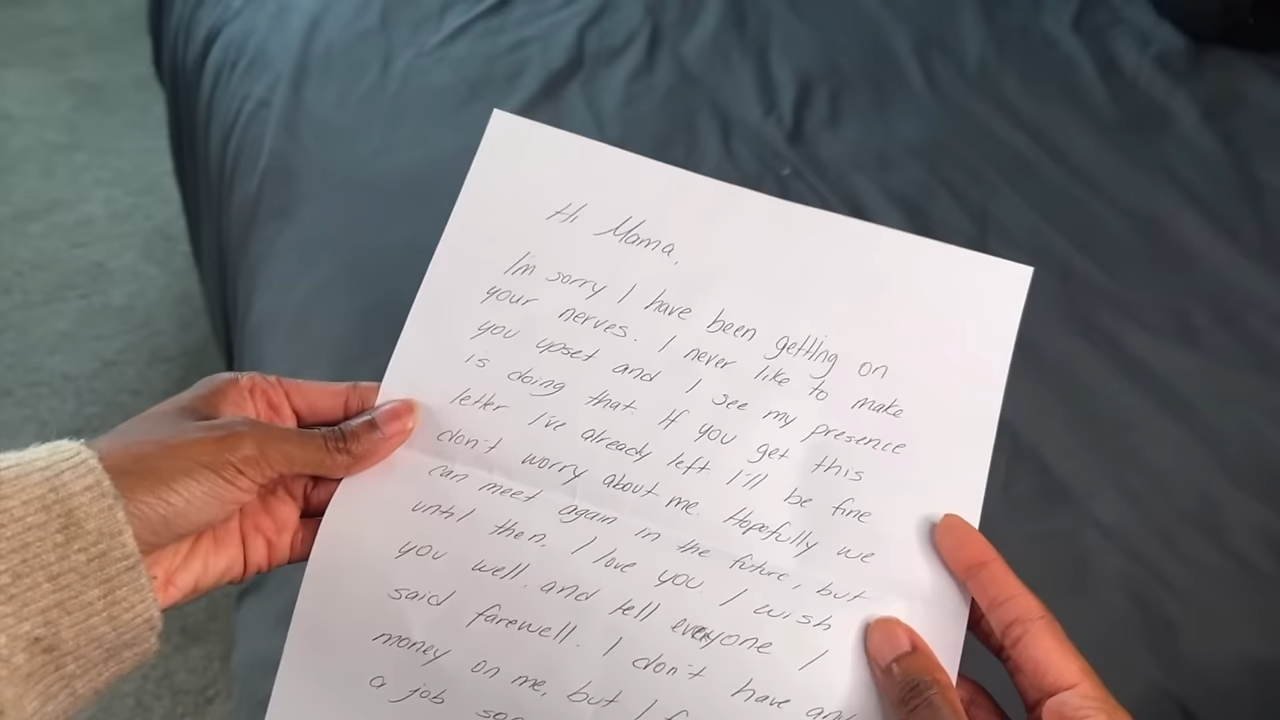 Hi Mama,
I'm sorry I have been getting on
your nerves. I never like to make
you upset and I see my presence
is doing that. If you get this
letter I've already left I'll be fine
don't worry about me. Hopefully we
can meet again in the future, but
until then, I love you. I wish
you well. and tell everyone I
said farewell. I don't have
money on me, but I
a job